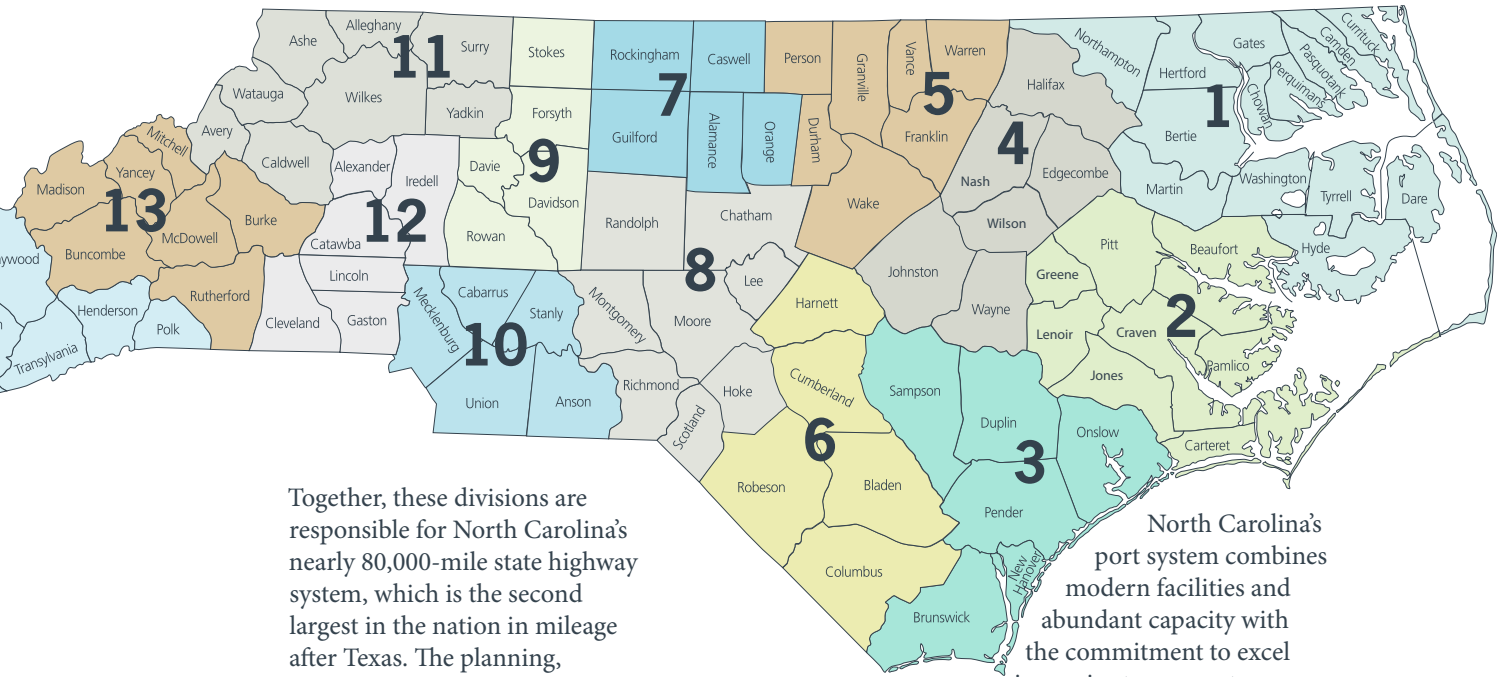 Ashe
Alleghany
Surry
11
Watauga
Wilkes
Yadkin
Avery
Caldwell
Stokes
Forsyth
Davie
9
Davidson
Rowan
Rockingham
Caswell
7
Guilford
Alamance
Orange
Person
Granville
Vance
Warren
5
Durham
Franklin
Wake
Halifax
4
Nash
Edgecombe
Wilson
Johnston
Wayne
Northampton
Hertford
Gates
Currituck
Camden
Pasquotank
Perquimans
Chowan
1
Bertie
Martin
Washington
Tyrrell
Dare
Hyde
Mitchell
Yancey
Madison
13
McDowell
Burke
Buncombe
Rutherford
Alexander
Iredell
12
Catawba
Lincoln
Cleveland
Gaston
Henderson
Polk
Transylvania
Mecklenburg
Cabarrus
Stanly
10
Union
Anson
Randolph
Chatham
8
Lee
Montgomery
Moore
Richmond
Hoke
Scotland
Harnett
Cumberland
6
Robeson
Bladen
Columbus
Pitt
Beaufort
Greene
Lenoir
Craven
2
Pamlico
Jones
Carteret
Sampson
Duplin
Onslow
3
Pender
New
Hanover
Brunswick
Together, these divisions are
responsible for North Carolina’s
nearly 80,000-mile state highway
system, which is the second
largest in the nation in mileage
after Texas. The planning,
North Carolina’s
port system combines
modern facilities and
abundant capacity with
the commitment to excel